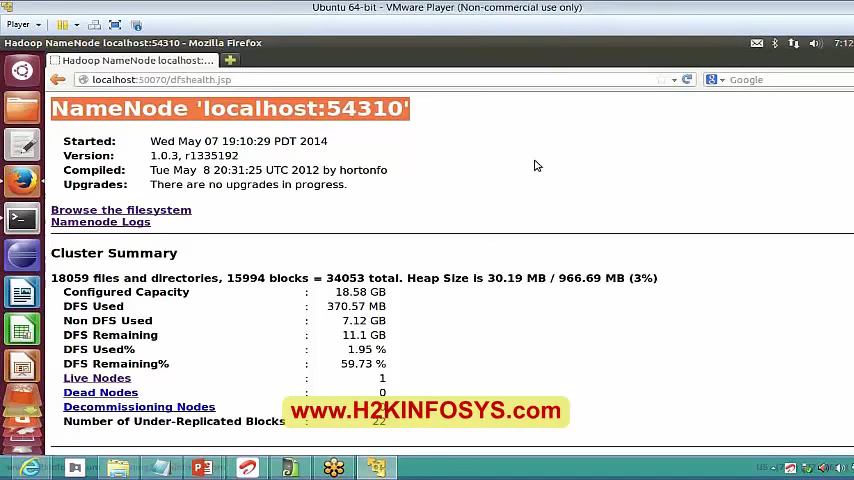 Ubuntu 64-bit - VMware Player (Non-commercial use only)
Player
Hadoop NameNode localhost:54310 - Mozilla Firefox
7:12
Hadoop NameNode localhost:...
localhost:50070/dfshealth.jsp
Google
NameNode 'localhost:54310'
Started: Wed May 07 19:10:29 PDT 2014
Version: 1.0.3, r1335192
Compiled: Tue May 8 20:31:25 UTC 2012 by hortonfo
Upgrades: There are no upgrades in progress.
Browse the filesystem
Namenode Logs
Cluster Summary
18059 files and directories, 15994 blocks = 34053 total. Heap Size is 30.19 MB / 966.69 MB (3%)
Configured Capacity : 18.58 GB
DFS Used : 370.57 MB
Non DFS Used : 7.12 GB
DFS Remaining : 11.1 GB
DFS Used% : 1.95 %
DFS Remaining% : 59.73 %
Live Nodes : 1
Dead Nodes : 0
Decommissioning Nodes
www.H2KINFOSYS.com
Number of Under-Replicated Blocks 22